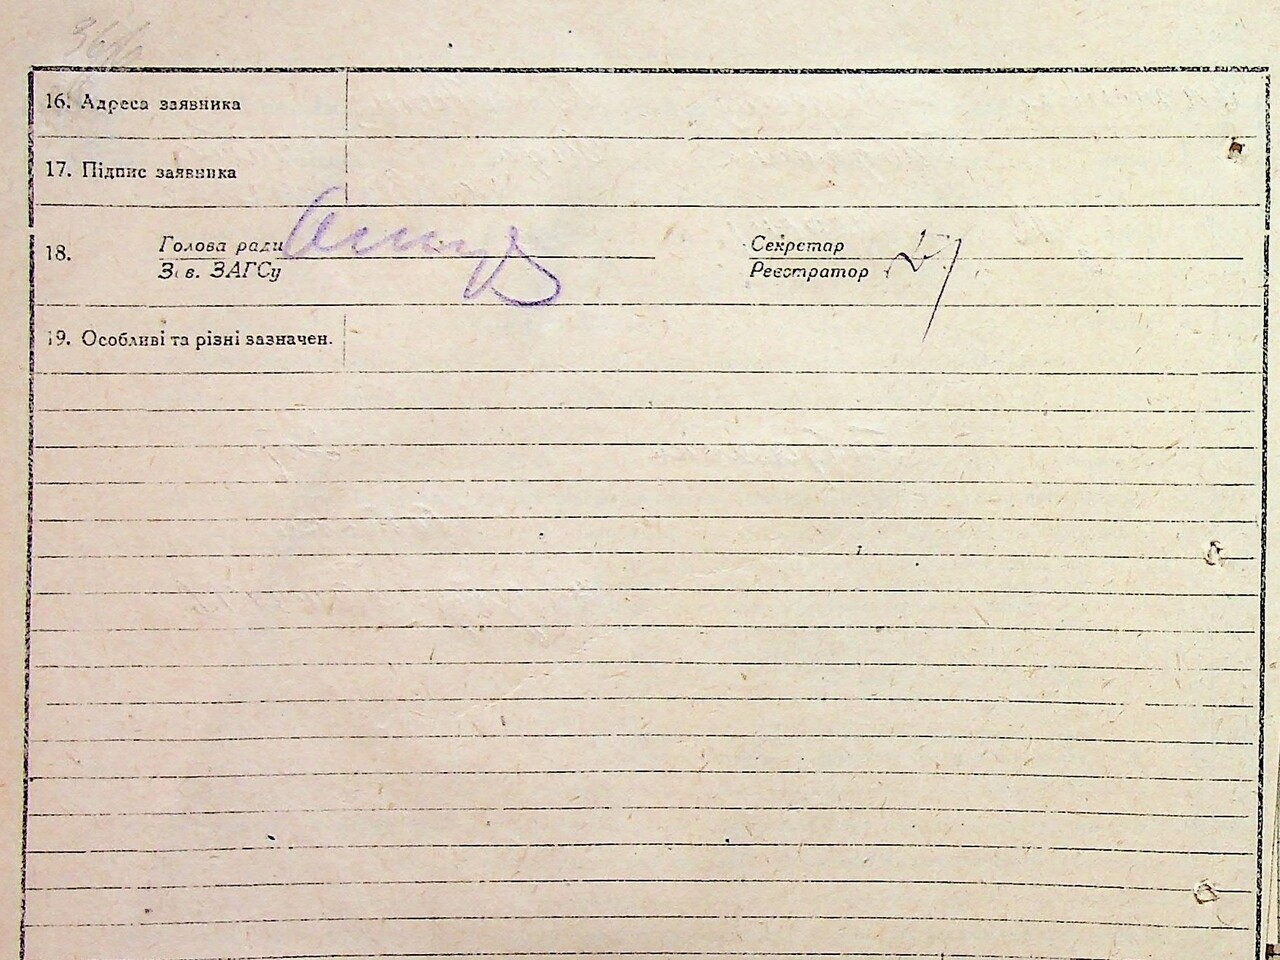 16. Адреса заявника
17. Підпис заявника
18. Голова ради Секретар
Зав. ЗАГСу Реєстратор
19. Особливі та різні зазначен.